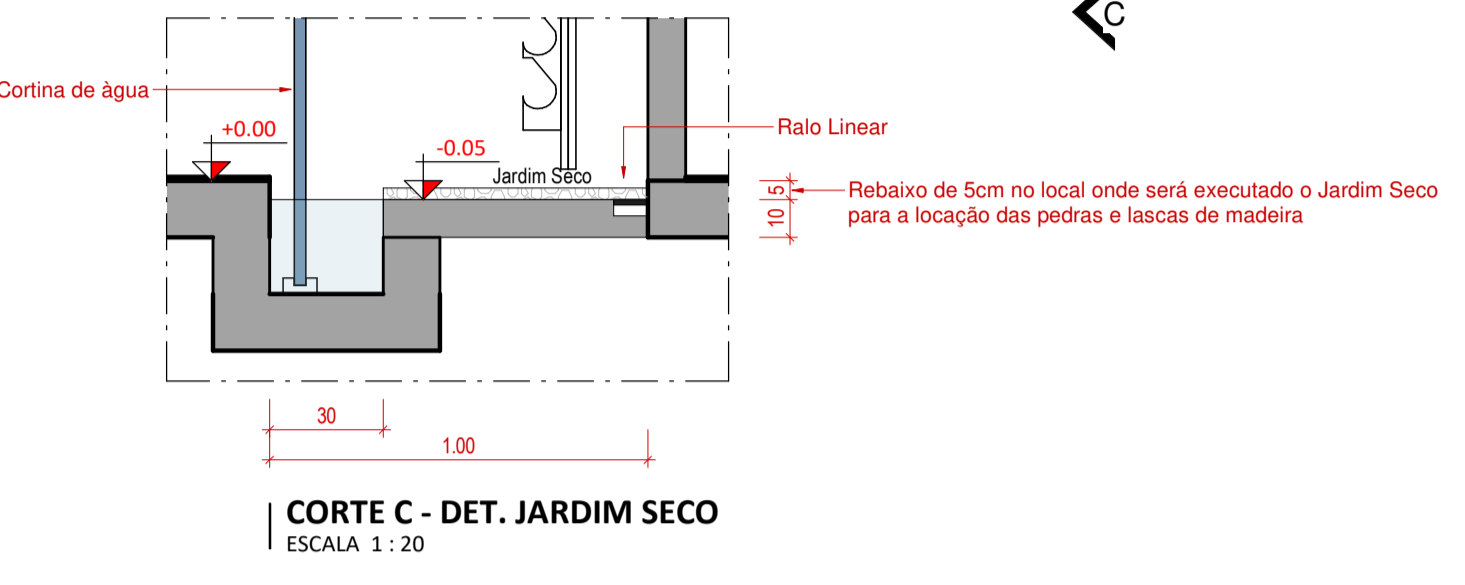 C
Cortina de àgua
+0.00
-0.05
Ralo Linear
Jardim Seco
5
10
Rebaixo de 5cm no local onde será executado o Jardim Seco
para a locação das pedras e lascas de madeira
30
1.00
CORTE C - DET. JARDIM SECO
ESCALA 1 : 20